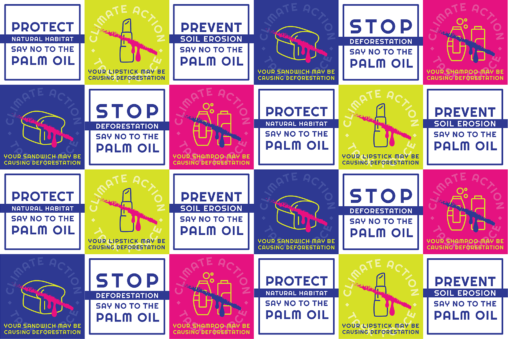 PROTECT
NATURAL HABITAT
SAY NO TO THE
PALM OIL
CLIMATE ACTION
YOUR LIPSTICK MAY BE
CAUSING DEFORESTATION
PREVENT
SOIL EROSION
SAY NO TO THE
PALM OIL
CLIMATE ACTION
YOUR SANDWICH MAY BE
CAUSING DEFORESTATION
STOP
DEFORESTATION
SAY NO TO THE
PALM OIL
CLIMATE ACTION
YOUR SHAMPOO MAY BE
CAUSING DEFORESTATION
CLIMATE ACTION
YOUR SANDWICH MAY BE
CAUSING DEFORESTATION
STOP
DEFORESTATION
SAY NO TO THE
PALM OIL
CLIMATE ACTION
YOUR SHAMPOO MAY BE
CAUSING DEFORESTATION
PROTECT
NATURAL HABITAT
SAY NO TO THE
PALM OIL
CLIMATE ACTION
YOUR LIPSTICK MAY BE
CAUSING DEFORESTATION
PREVENT
SOIL EROSION
SAY NO TO THE
PALM OIL
PROTECT
NATURAL HABITAT
SAY NO TO THE
PALM OIL
CLIMATE ACTION
YOUR LIPSTICK MAY BE
CAUSING DEFORESTATION
PREVENT
SOIL EROSION
SAY NO TO THE
PALM OIL
CLIMATE ACTION
YOUR SANDWICH MAY BE
CAUSING DEFORESTATION
STOP
DEFORESTATION
SAY NO TO THE
PALM OIL
CLIMATE ACTION
YOUR SHAMPOO MAY BE
CAUSING DEFORESTATION
CLIMATE ACTION
YOUR SANDWICH MAY BE
CAUSING DEFORESTATION
STOP
DEFORESTATION
SAY NO TO THE
PALM OIL
CLIMATE ACTION
YOUR SHAMPOO MAY BE
CAUSING DEFORESTATION
PROTECT
NATURAL HABITAT
SAY NO TO THE
PALM OIL
CLIMATE ACTION
YOUR LIPSTICK MAY BE
CAUSING DEFORESTATION
PREVENT
SOIL EROSION
SAY NO TO THE
PALM OIL